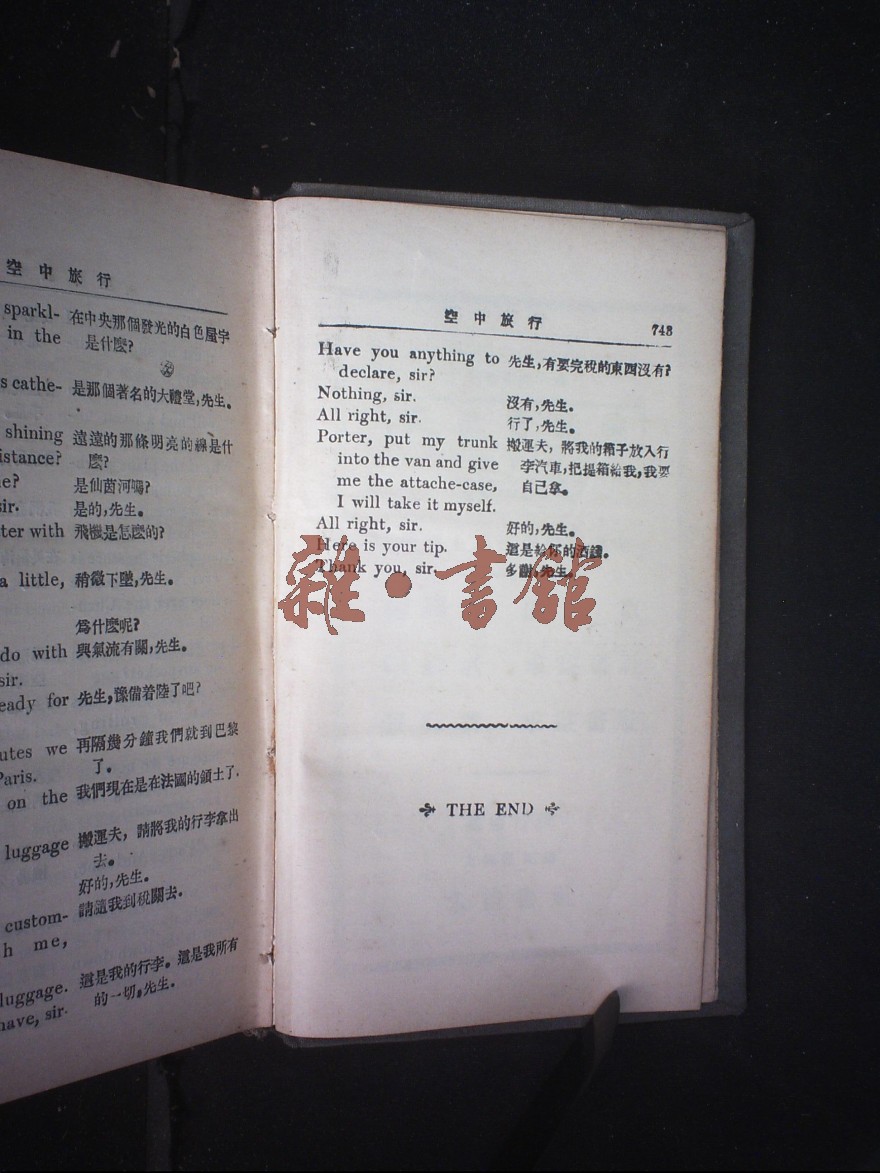 空中旅行
sparkl- 在中央那個發光的白色屋宇
in the 是什麼?
cathe- 是那個著名的大禮堂,先生。
shining 遠遠的那條明亮的線是什
麼?
是仙茵河嗎?
是的,先生。
with 飛機是怎麼的?
a little, 稍微下墜,先生。
爲什麼呢?
do with 與氣流有關,先生。
sir.
for 先生,豫備着陸了吧?
we 再隔幾分鐘我們就到巴黎
Paris. 了。
on the 我們現在是在法國的領土了.
luggage 搬運夫,請將我的行李拿出
去。
好的,先生。
custom- 請讓我到稅關去.
me,
luggage. 這是我的行李。這是我所有
have, sir. 的一切,先生.
空中旅行 743
Have you anything to 先生,有要完稅的東西沒有?
declare, sir?
Nothing, sir. 沒有,先生。
All right, sir. 行了,先生。
Porter, put my trunk 搬運夫,將我的箱子放入行
into the van and give 李汽車,把提箱給我,我要
me the attache-case, 自己拿。
I will take it myself.
All right, sir. 好的,先生。
Here is your tip. 這是給你的酒錢。
Thank you, sir. 多謝,先生.
雜·書館
THE END